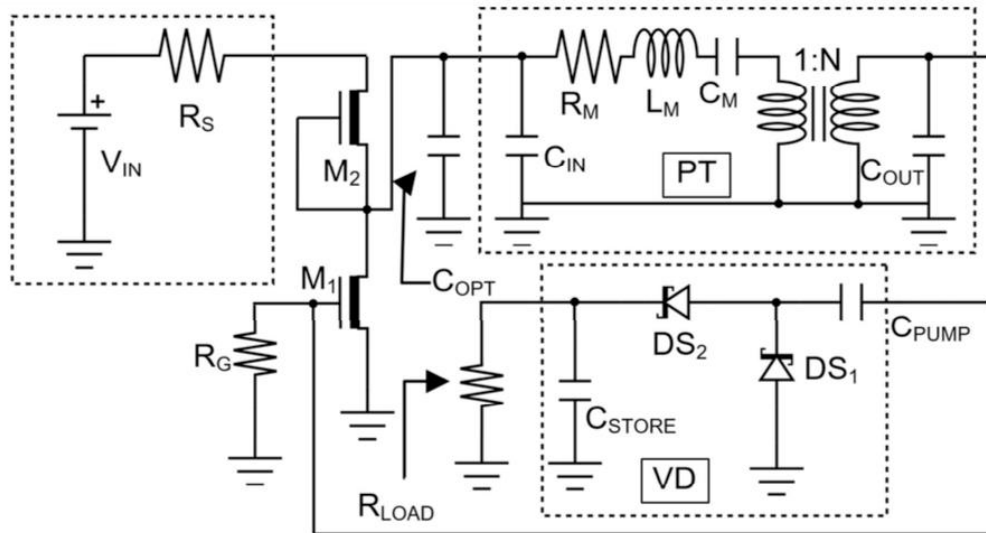 +
R_S
V_IN
M_2
C_IN
R_M
L_M
C_M
1:N
PT
C_OUT
M_1
C_OPT
R_G
R_LOAD
C_STORE
DS_2
DS_1
C_PUMP
VD